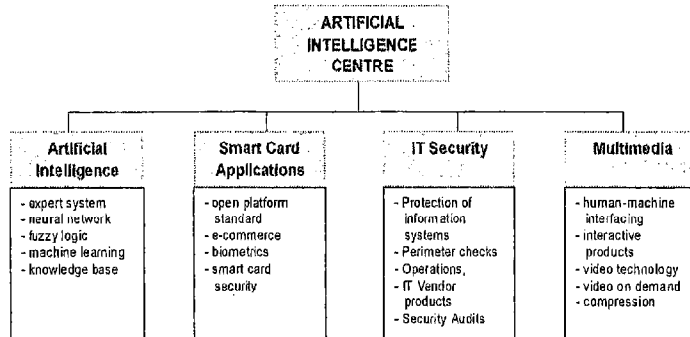 ARTIFICIAL
INTELLIGENCE
CENTRE
Artificial
Intelligence
- expert system
- neural network
- fuzzy logic
- machine learning
- knowledge base
Smart Card
Applications
- open platform
standard
- e-commerce
- biometrics
- smart card
security
IT Security
- Protection of
information
systems
- Perimeter checks
- Operations,
- IT Vendor
products
- Security Audits
Multimedia
- human-machine
interfacing
- interactive
products
- video technology
- video on demand
- compression